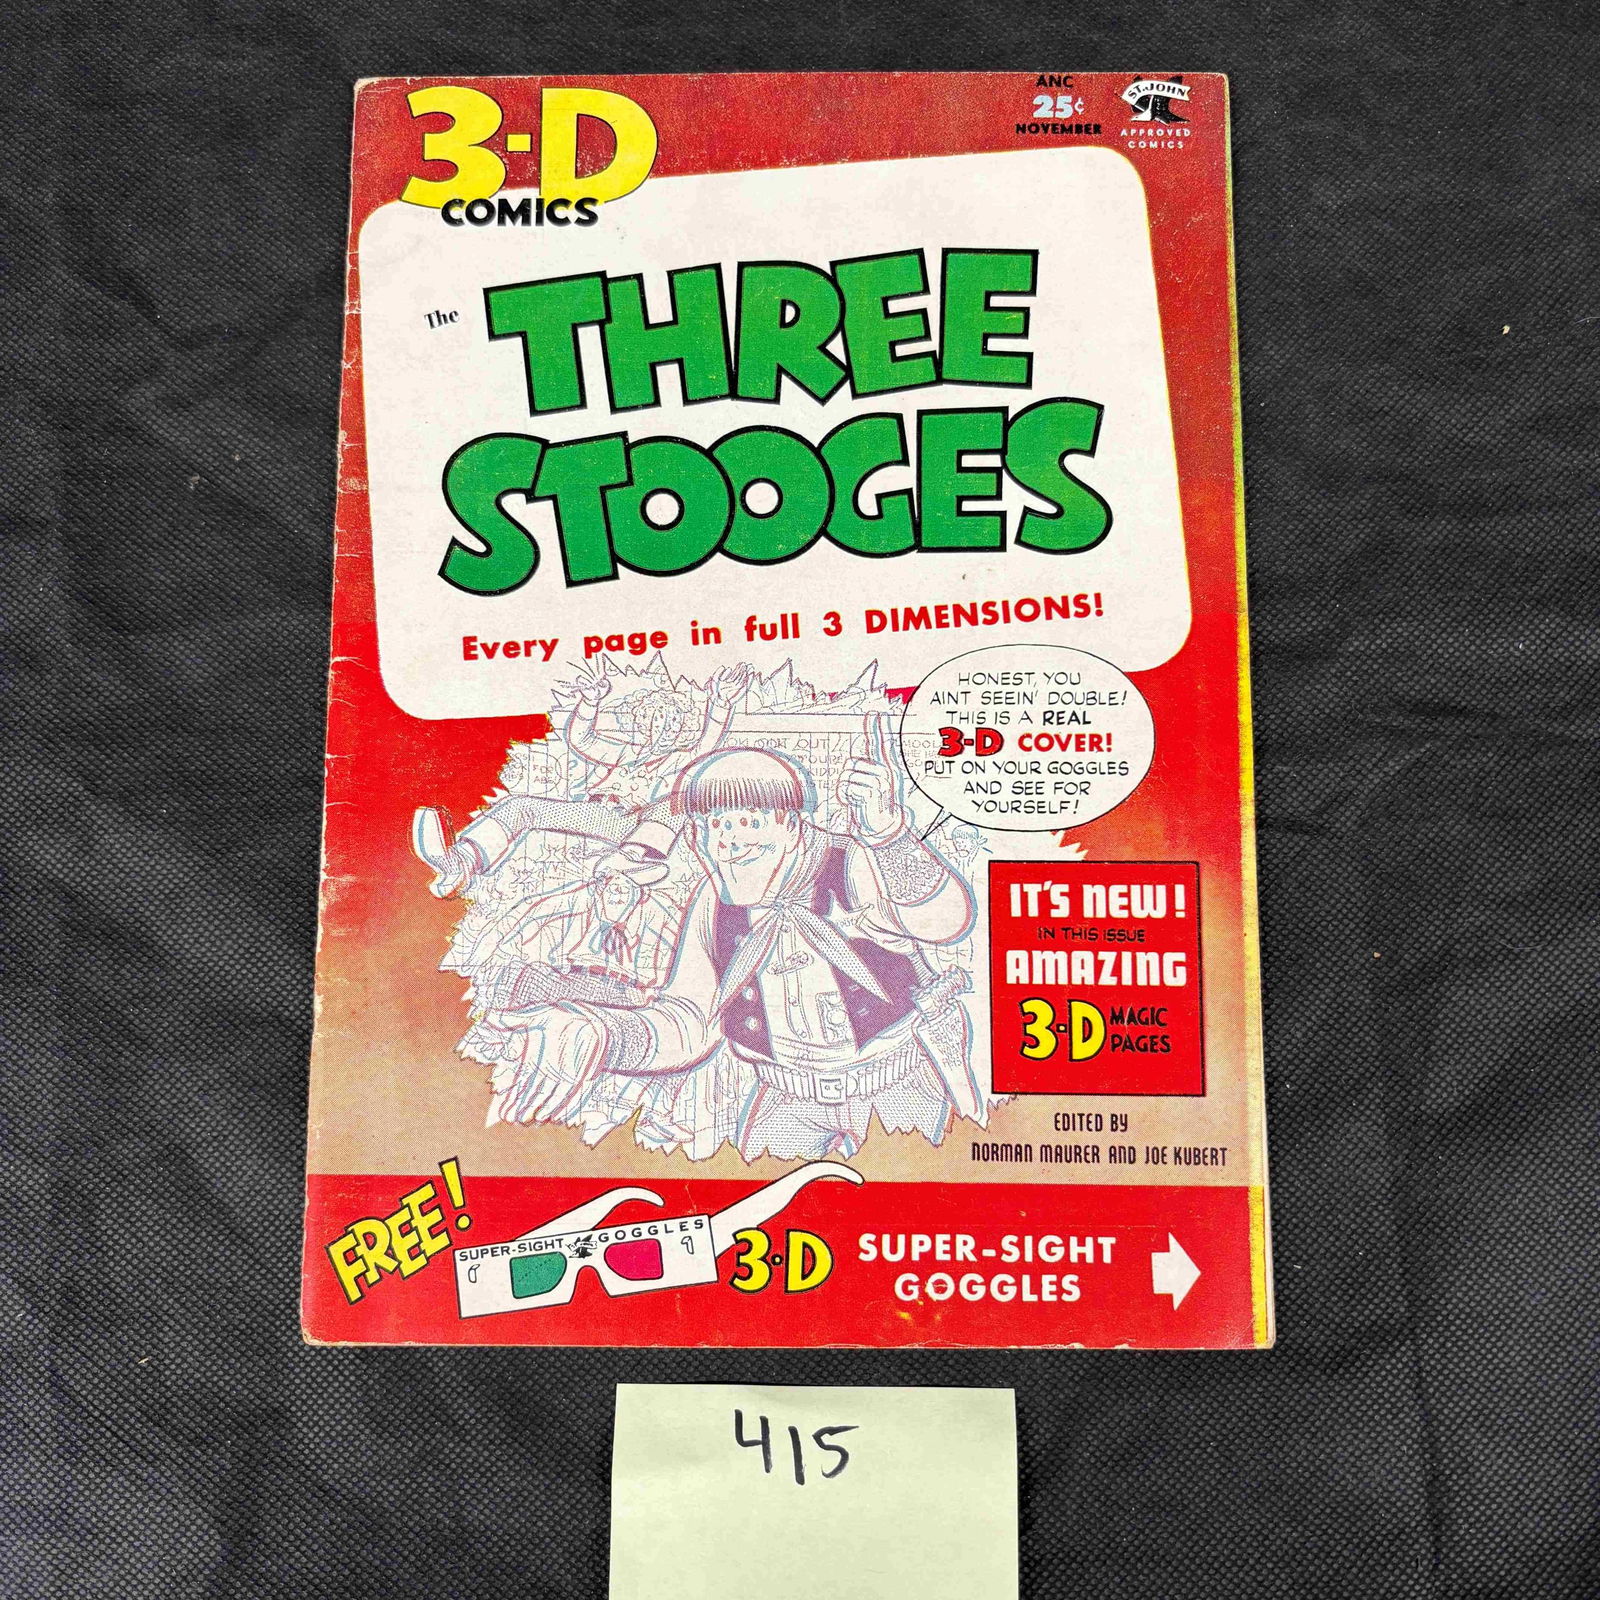 3-D
COMICS
ANC
25¢
NOVEMBER
ST. JOHN
APPROVED
COMICS
The
THREE
STOOGES
Every page in full 3 DIMENSIONS!
HONEST, YOU
AINT SEEIN' DOUBLE!
THIS IS A REAL
3-D COVER!
PUT ON YOUR GOGGLES
AND SEE FOR
YOURSELF!
OUT!!
IT'S NEW!
IN THIS ISSUE
AMAZING
3-D MAGIC
PAGES
EDITED BY
NORMAN MAURER AND JOE KUBERT
FREE!
SUPER-SIGHT GOGGLES
3-D SUPER-SIGHT
GOGGLES
415